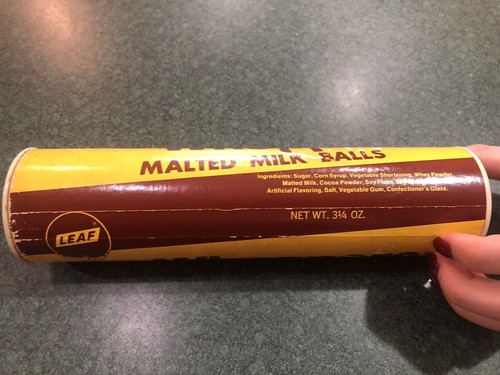 MALTED MILK BALLS
Ingredients: Sugar, Corn Syrup, Vegetable Shortening, Whey Powder,
Malted Milk, Cocoa Powder, Soy Flour,
Artificial Flavoring, Salt, Vegetable Gum, Confectioner's Glaze.
NET WT. 3¼ OZ.
LEAF